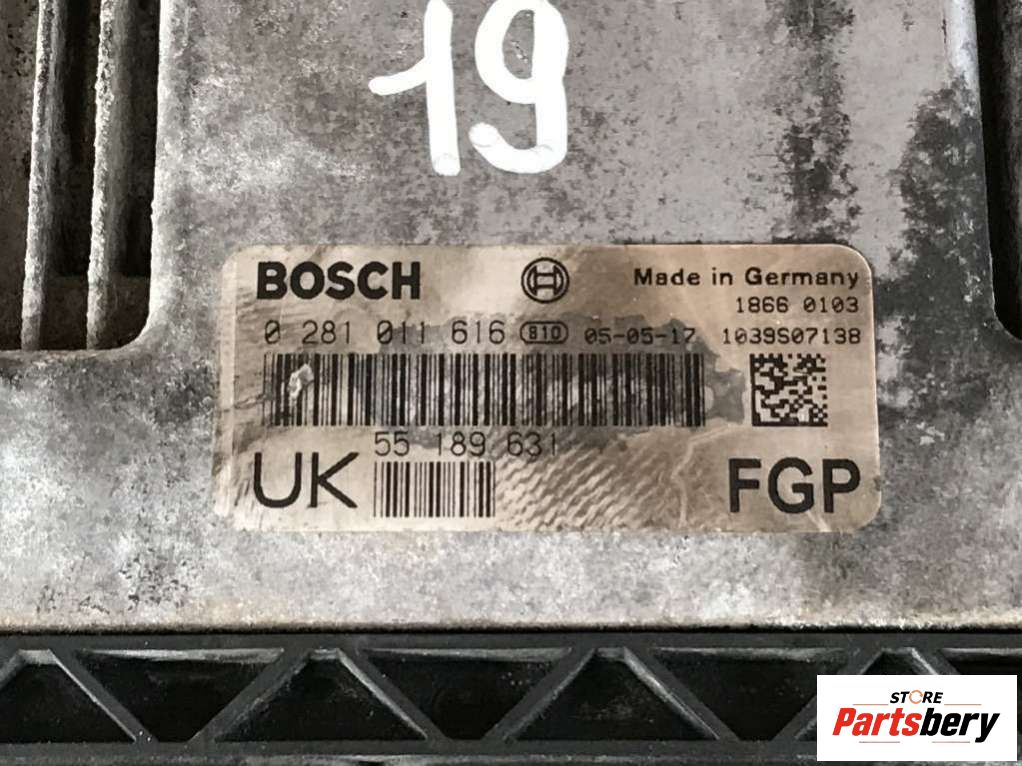 19
BOSCH
Made in Germany
1866 0103
0 281 011 616 B10 05-05-17 1039S07138
55 189 631
UK
FGP
STORE
Partsbery